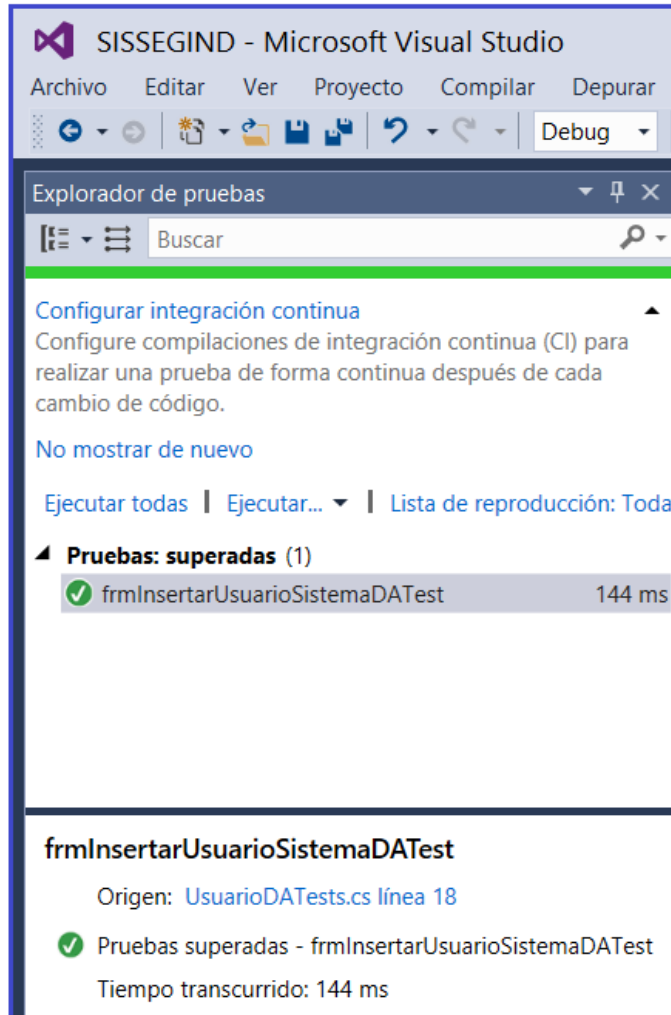 SISSEGIND - Microsoft Visual Studio
Archivo Editar Ver Proyecto Compilar Depurar
Debug
Explorador de pruebas
Buscar
Configurar integración continua
Configure compilaciones de integración continua (CI) para
realizar una prueba de forma continua después de cada
cambio de código.
No mostrar de nuevo
Ejecutar todas | Ejecutar... | Lista de reproducción: Toda
Pruebas: superadas (1)
frmInsertarUsuarioSistemaDATest 144 ms
frmInsertarUsuarioSistemaDATest
Origen: UsuarioDATests.cs línea 18
Pruebas superadas - frmInsertarUsuarioSistemaDATest
Tiempo transcurrido: 144 ms